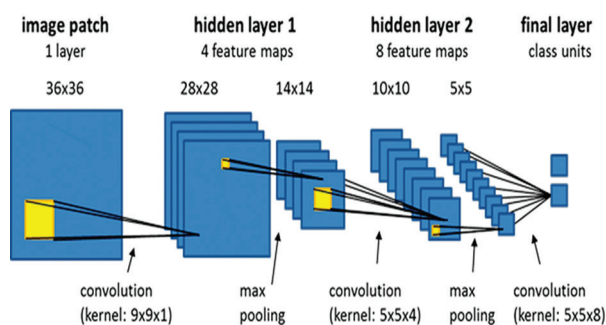 image patch
1 layer
36x36
hidden layer 1
4 feature maps
28x28
14x14
hidden layer 2
8 feature maps
10x10
5x5
final layer
class units
convolution
(kernel: 9x9x1)
max
pooling
convolution
(kernel: 5x5x4)
max
pooling
convolution
(kernel: 5x5x8)